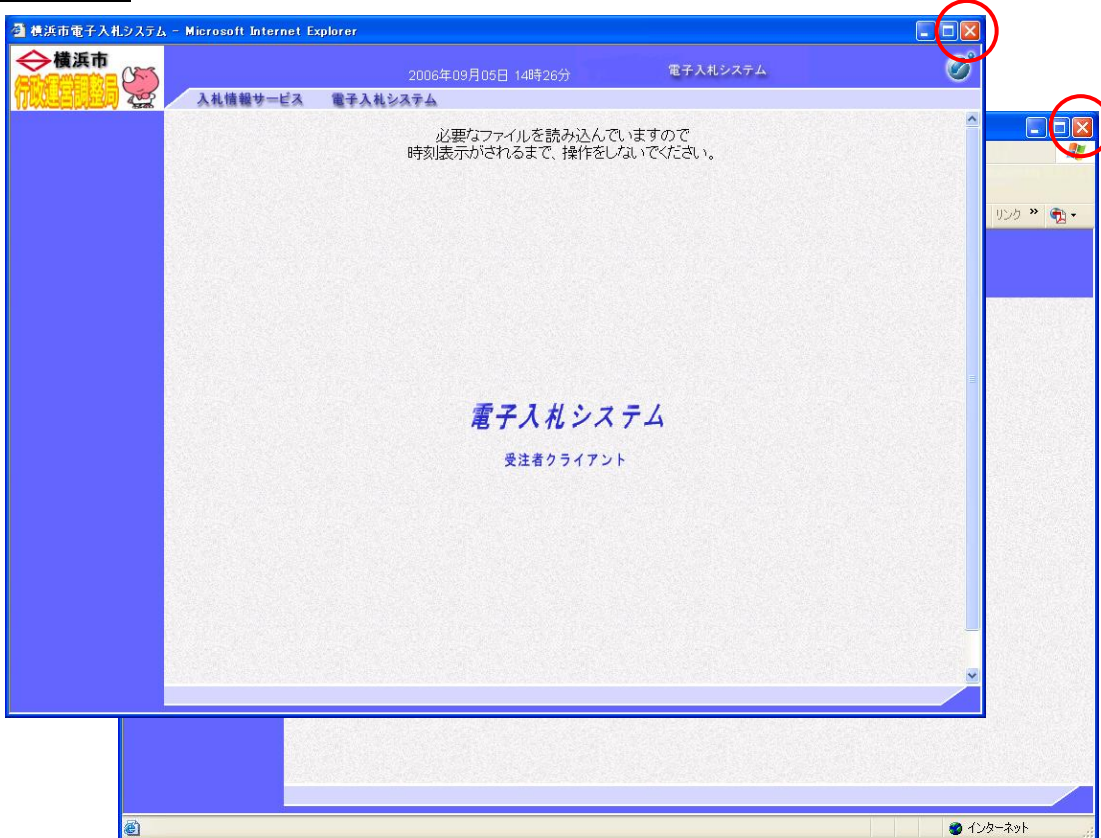 横浜市電子入札システム - Microsoft Internet Explorer
横浜市
行政運営調整局
2006年09月05日 14時26分
電子入札システム
入札情報サービス 電子入札システム
必要なファイルを読み込んでいますので
時刻表示がされるまで、操作をしないでください。
リンク »
電子入札システム
受注者クライアント
インターネット